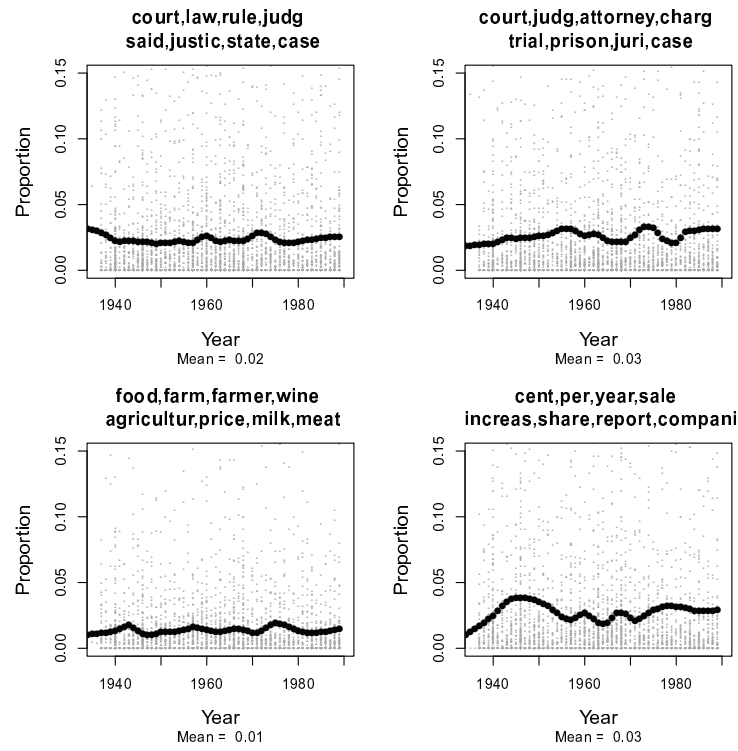 court,law,rule,judg
said,justic,state,case
Proportion
0.15
0.10
0.05
0.00
1940
1960
1980
Year
Mean = 0.02
court,judg,attorney,charg
trial,prison,juri,case
Proportion
0.15
0.10
0.05
0.00
1940
1960
1980
Year
Mean = 0.03
food,farm,farmer,wine
agricultur,price,milk,meat
Proportion
0.15
0.10
0.05
0.00
1940
1960
1980
Year
Mean = 0.01
cent,per,year,sale
increas,share,report,compani
Proportion
0.15
0.10
0.05
0.00
1940
1960
1980
Year
Mean = 0.03